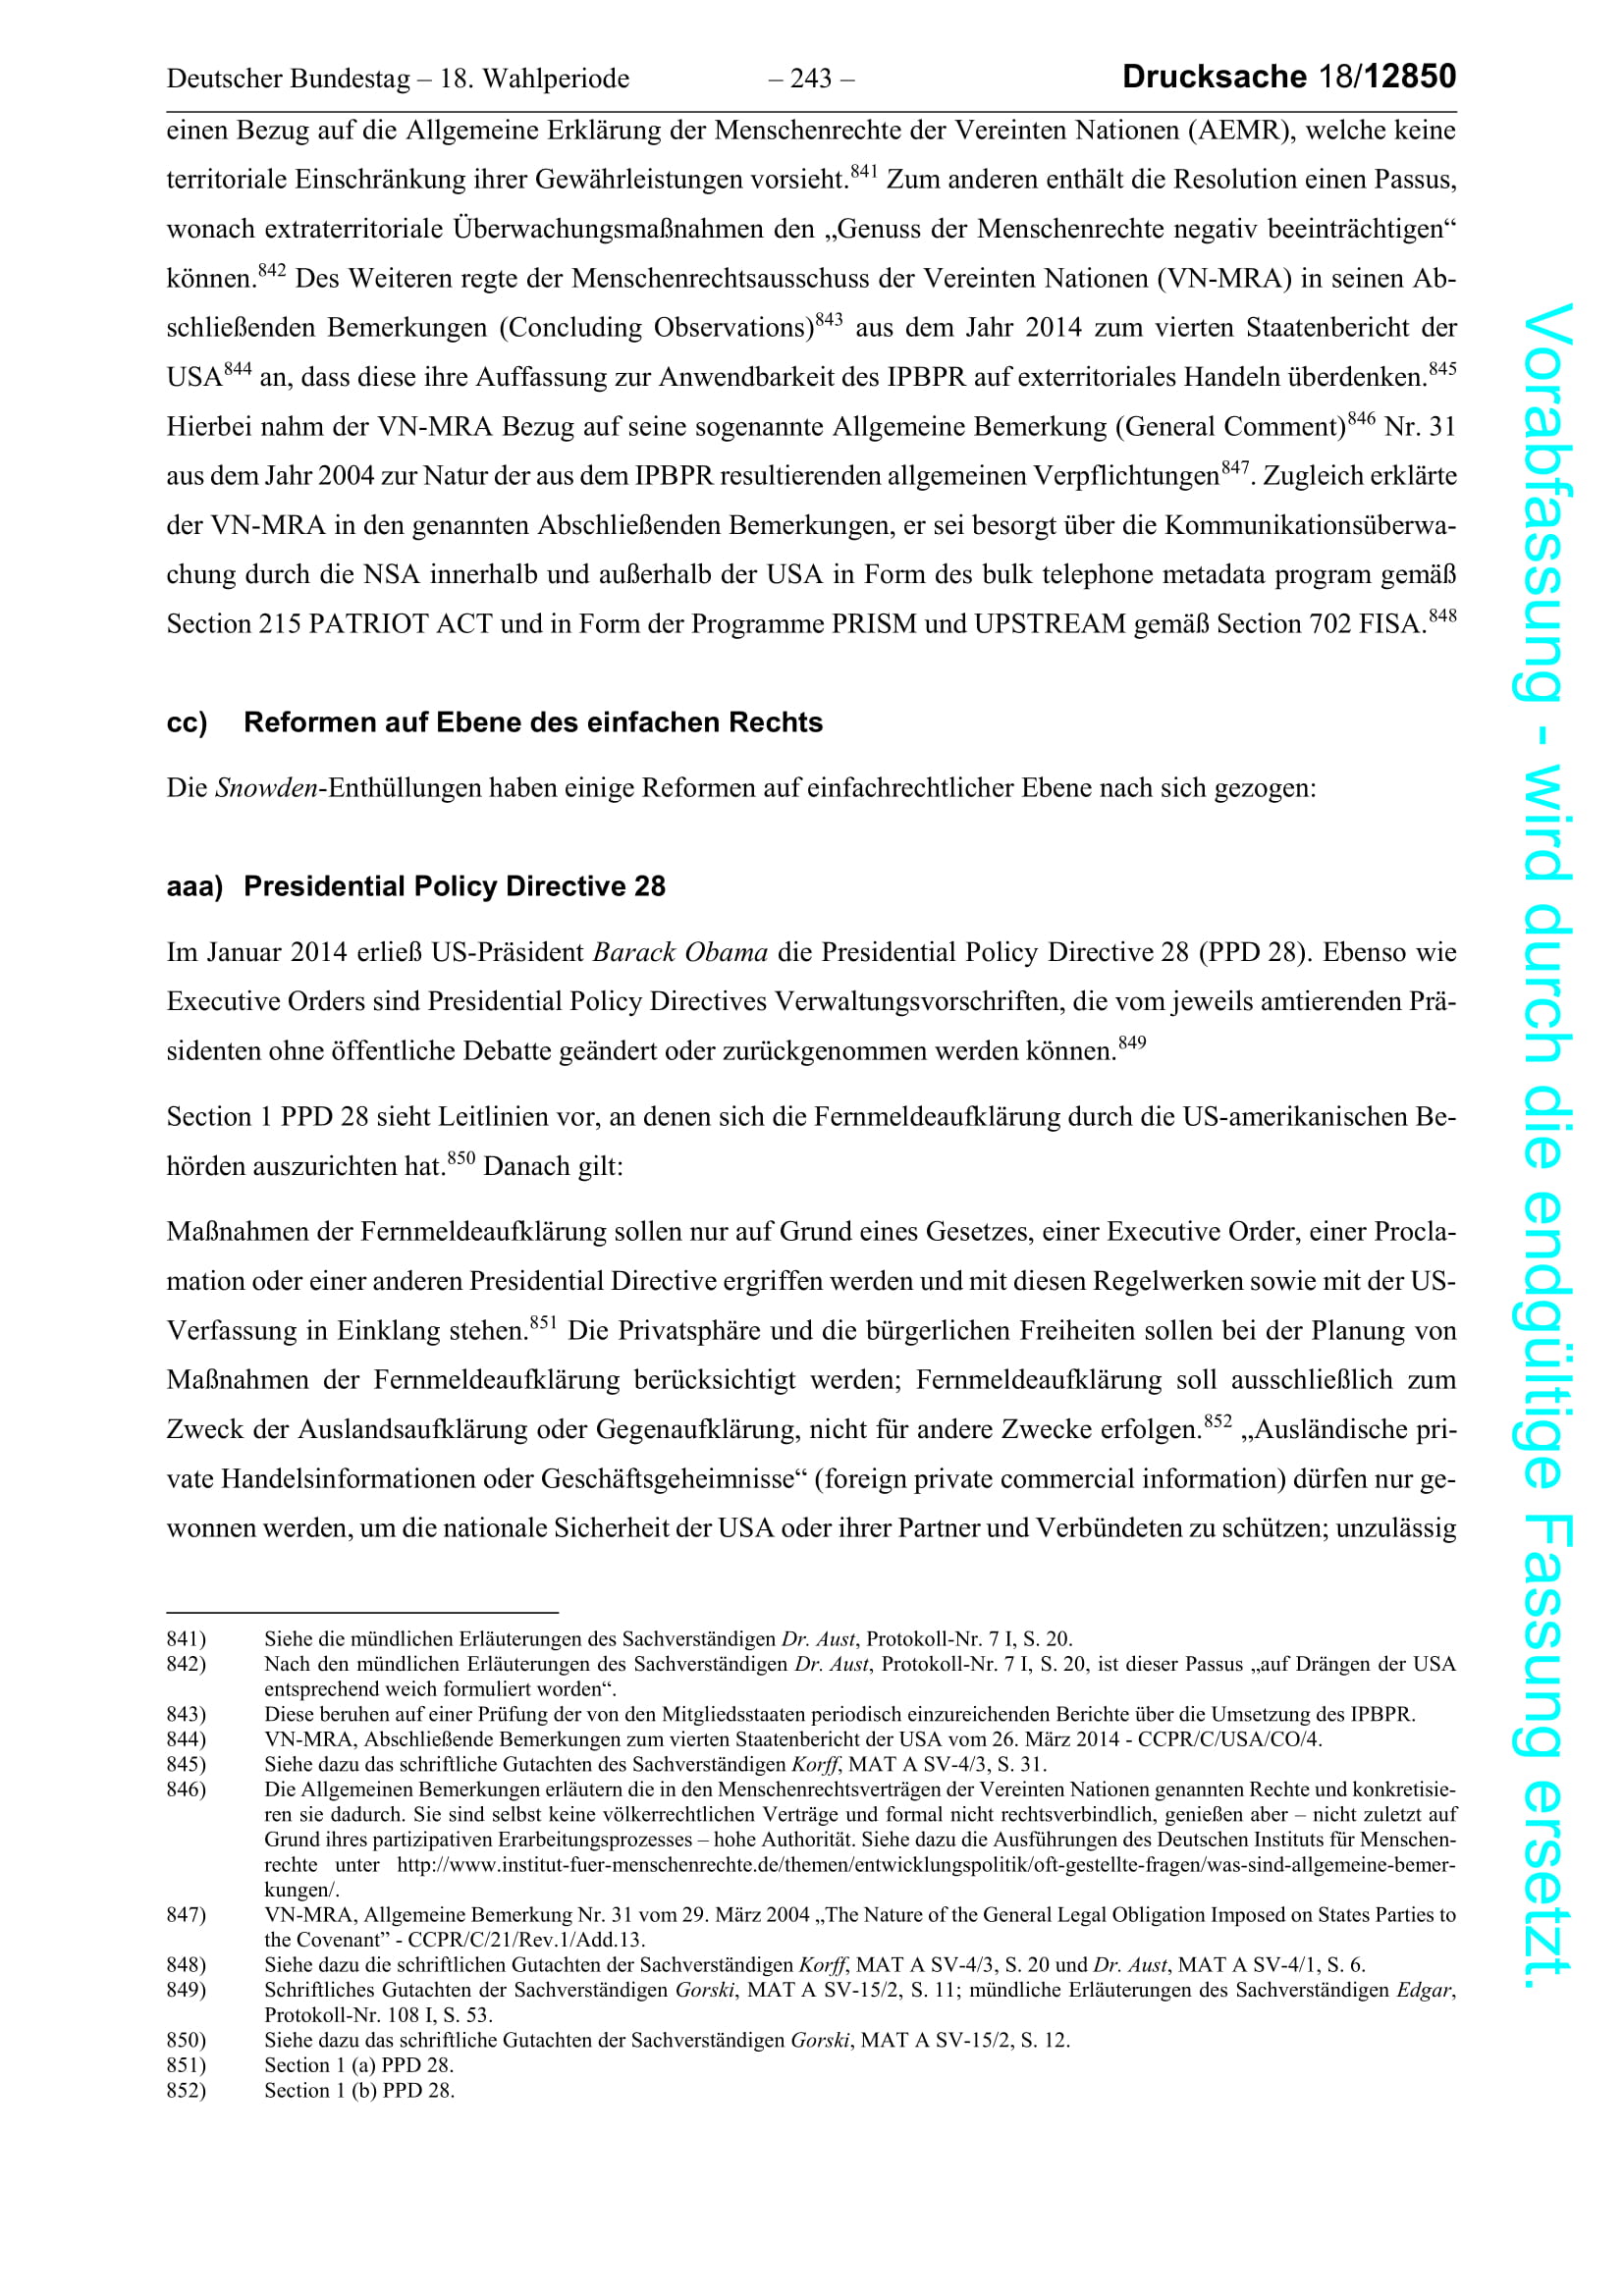 Deutscher Bundestag – 18. Wahlperiode – 243 – Drucksache 18/12850
einen Bezug auf die Allgemeine Erklärung der Menschenrechte der Vereinten Nationen (AEMR), welche keine
territoriale Einschränkung ihrer Gewährleistungen vorsieht.841 Zum anderen enthält die Resolution einen Passus,
wonach extraterritoriale Überwachungsmaßnahmen den „Genuss der Menschenrechte negativ beeinträchtigen“
können.842 Des Weiteren regte der Menschenrechtsausschuss der Vereinten Nationen (VN-MRA) in seinen Ab-
schließenden Bemerkungen (Concluding Observations)843 aus dem Jahr 2014 zum vierten Staatenbericht der
USA844 an, dass diese ihre Auffassung zur Anwendbarkeit des IPBPR auf exterritoriales Handeln überdenken.845
Hierbei nahm der VN-MRA Bezug auf seine sogenannte Allgemeine Bemerkung (General Comment)846 Nr. 31
aus dem Jahr 2004 zur Natur der aus dem IPBPR resultierenden allgemeinen Verpflichtungen847. Zugleich erklärte
der VN-MRA in den genannten Abschließenden Bemerkungen, er sei besorgt über die Kommunikationsüberwa-
chung durch die NSA innerhalb und außerhalb der USA in Form des bulk telephone metadata program gemäß
Section 215 PATRIOT ACT und in Form der Programme PRISM und UPSTREAM gemäß Section 702 FISA.848
cc) Reformen auf Ebene des einfachen Rechts
Die Snowden-Enthüllungen haben einige Reformen auf einfachrechtlicher Ebene nach sich gezogen:
aaa) Presidential Policy Directive 28
Im Januar 2014 erließ US-Präsident Barack Obama die Presidential Policy Directive 28 (PPD 28). Ebenso wie
Executive Orders sind Presidential Policy Directives Verwaltungsvorschriften, die vom jeweils amtierenden Prä-
sidenten ohne öffentliche Debatte geändert oder zurückgenommen werden können.849
Section 1 PPD 28 sieht Leitlinien vor, an denen sich die Fernmeldeaufklärung durch die US-amerikanischen Be-
hörden auszurichten hat.850 Danach gilt:
Maßnahmen der Fernmeldeaufklärung sollen nur auf Grund eines Gesetzes, einer Executive Order, einer Procla-
mation oder einer anderen Presidential Directive ergriffen werden und mit diesen Regelwerken sowie mit der US-
Verfassung in Einklang stehen.851 Die Privatsphäre und die bürgerlichen Freiheiten sollen bei der Planung von
Maßnahmen der Fernmeldeaufklärung berücksichtigt werden; Fernmeldeaufklärung soll ausschließlich zum
Zweck der Auslandsaufklärung oder Gegenaufklärung, nicht für andere Zwecke erfolgen.852 „Ausländische pri-
vate Handelsinformationen oder Geschäftsgeheimnisse“ (foreign private commercial information) dürfen nur ge-
wonnen werden, um die nationale Sicherheit der USA oder ihrer Partner und Verbündeten zu schützen; unzulässig
841) Siehe die mündlichen Erläuterungen des Sachverständigen Dr. Aust, Protokoll-Nr. 7 I, S. 20.
842) Nach den mündlichen Erläuterungen des Sachverständigen Dr. Aust, Protokoll-Nr. 7 I, S. 20, ist dieser Passus „auf Drängen der USA
entsprechend weich formuliert worden“.
843) Diese beruhen auf einer Prüfung der von den Mitgliedsstaaten periodisch einzureichenden Berichte über die Umsetzung des IPBPR.
844) VN-MRA, Abschließende Bemerkungen zum vierten Staatenbericht der USA vom 26. März 2014 - CCPR/C/USA/CO/4.
845) Siehe dazu das schriftliche Gutachten des Sachverständigen Korff, MAT A SV-4/3, S. 31.
846) Die Allgemeinen Bemerkungen erläutern die in den Menschenrechtsverträgen der Vereinten Nationen genannten Rechte und konkretisie-
ren sie dadurch. Sie sind selbst keine völkerrechtlichen Verträge und formal nicht rechtsverbindlich, genießen aber – nicht zuletzt auf
Grund ihres partizipativen Erarbeitungsprozesses – hohe Authorität. Siehe dazu die Ausführungen des Deutschen Instituts für Menschen-
rechte unter http://www.institut-fuer-menschenrechte.de/themen/entwicklungspolitik/oft-gestellte-fragen/was-sind-allgemeine-bemer-
kungen/.
847) VN-MRA, Allgemeine Bemerkung Nr. 31 vom 29. März 2004 „The Nature of the General Legal Obligation Imposed on States Parties to
the Covenant” - CCPR/C/21/Rev.1/Add.13.
848) Siehe dazu die schriftlichen Gutachten der Sachverständigen Korff, MAT A SV-4/3, S. 20 und Dr. Aust, MAT A SV-4/1, S. 6.
849) Schriftliches Gutachten der Sachverständigen Gorski, MAT A SV-15/2, S. 11; mündliche Erläuterungen des Sachverständigen Edgar,
Protokoll-Nr. 108 I, S. 53.
850) Siehe dazu das schriftliche Gutachten der Sachverständigen Gorski, MAT A SV-15/2, S. 12.
851) Section 1 (a) PPD 28.
852) Section 1 (b) PPD 28.
Vorabfassung - wird durch die endgültige Fassung ersetzt.